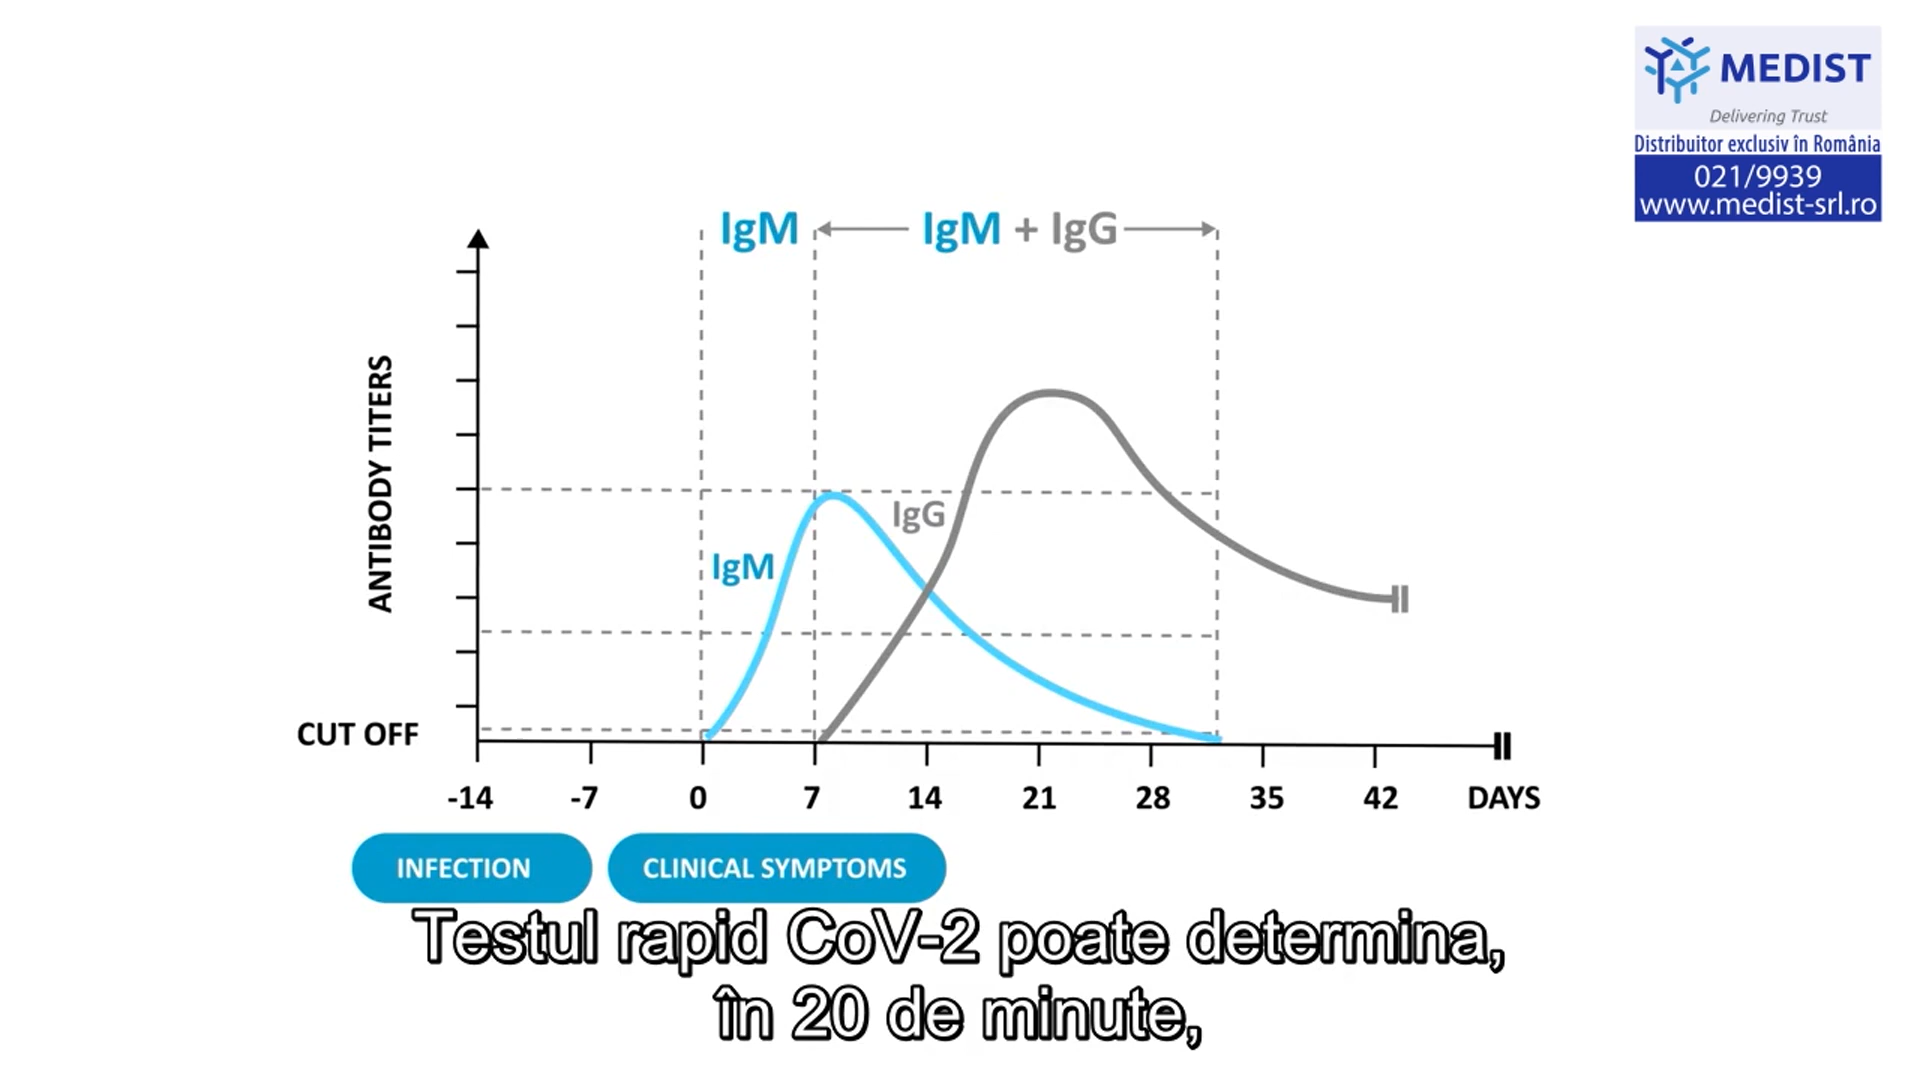 MEDIST
Delivering Trust
Distribuitor exclusiv în România
021/9939
www.medist-srl.ro
IgM IgM + IgG
ANTIBODY TITERS
IgG
IgM
CUT OFF
-14 -7 0 7 14 21 28 35 42 DAYS
INFECTION CLINICAL SYMPTOMS
Testul rapid CoV-2 poate determina,
în 20 de minute,